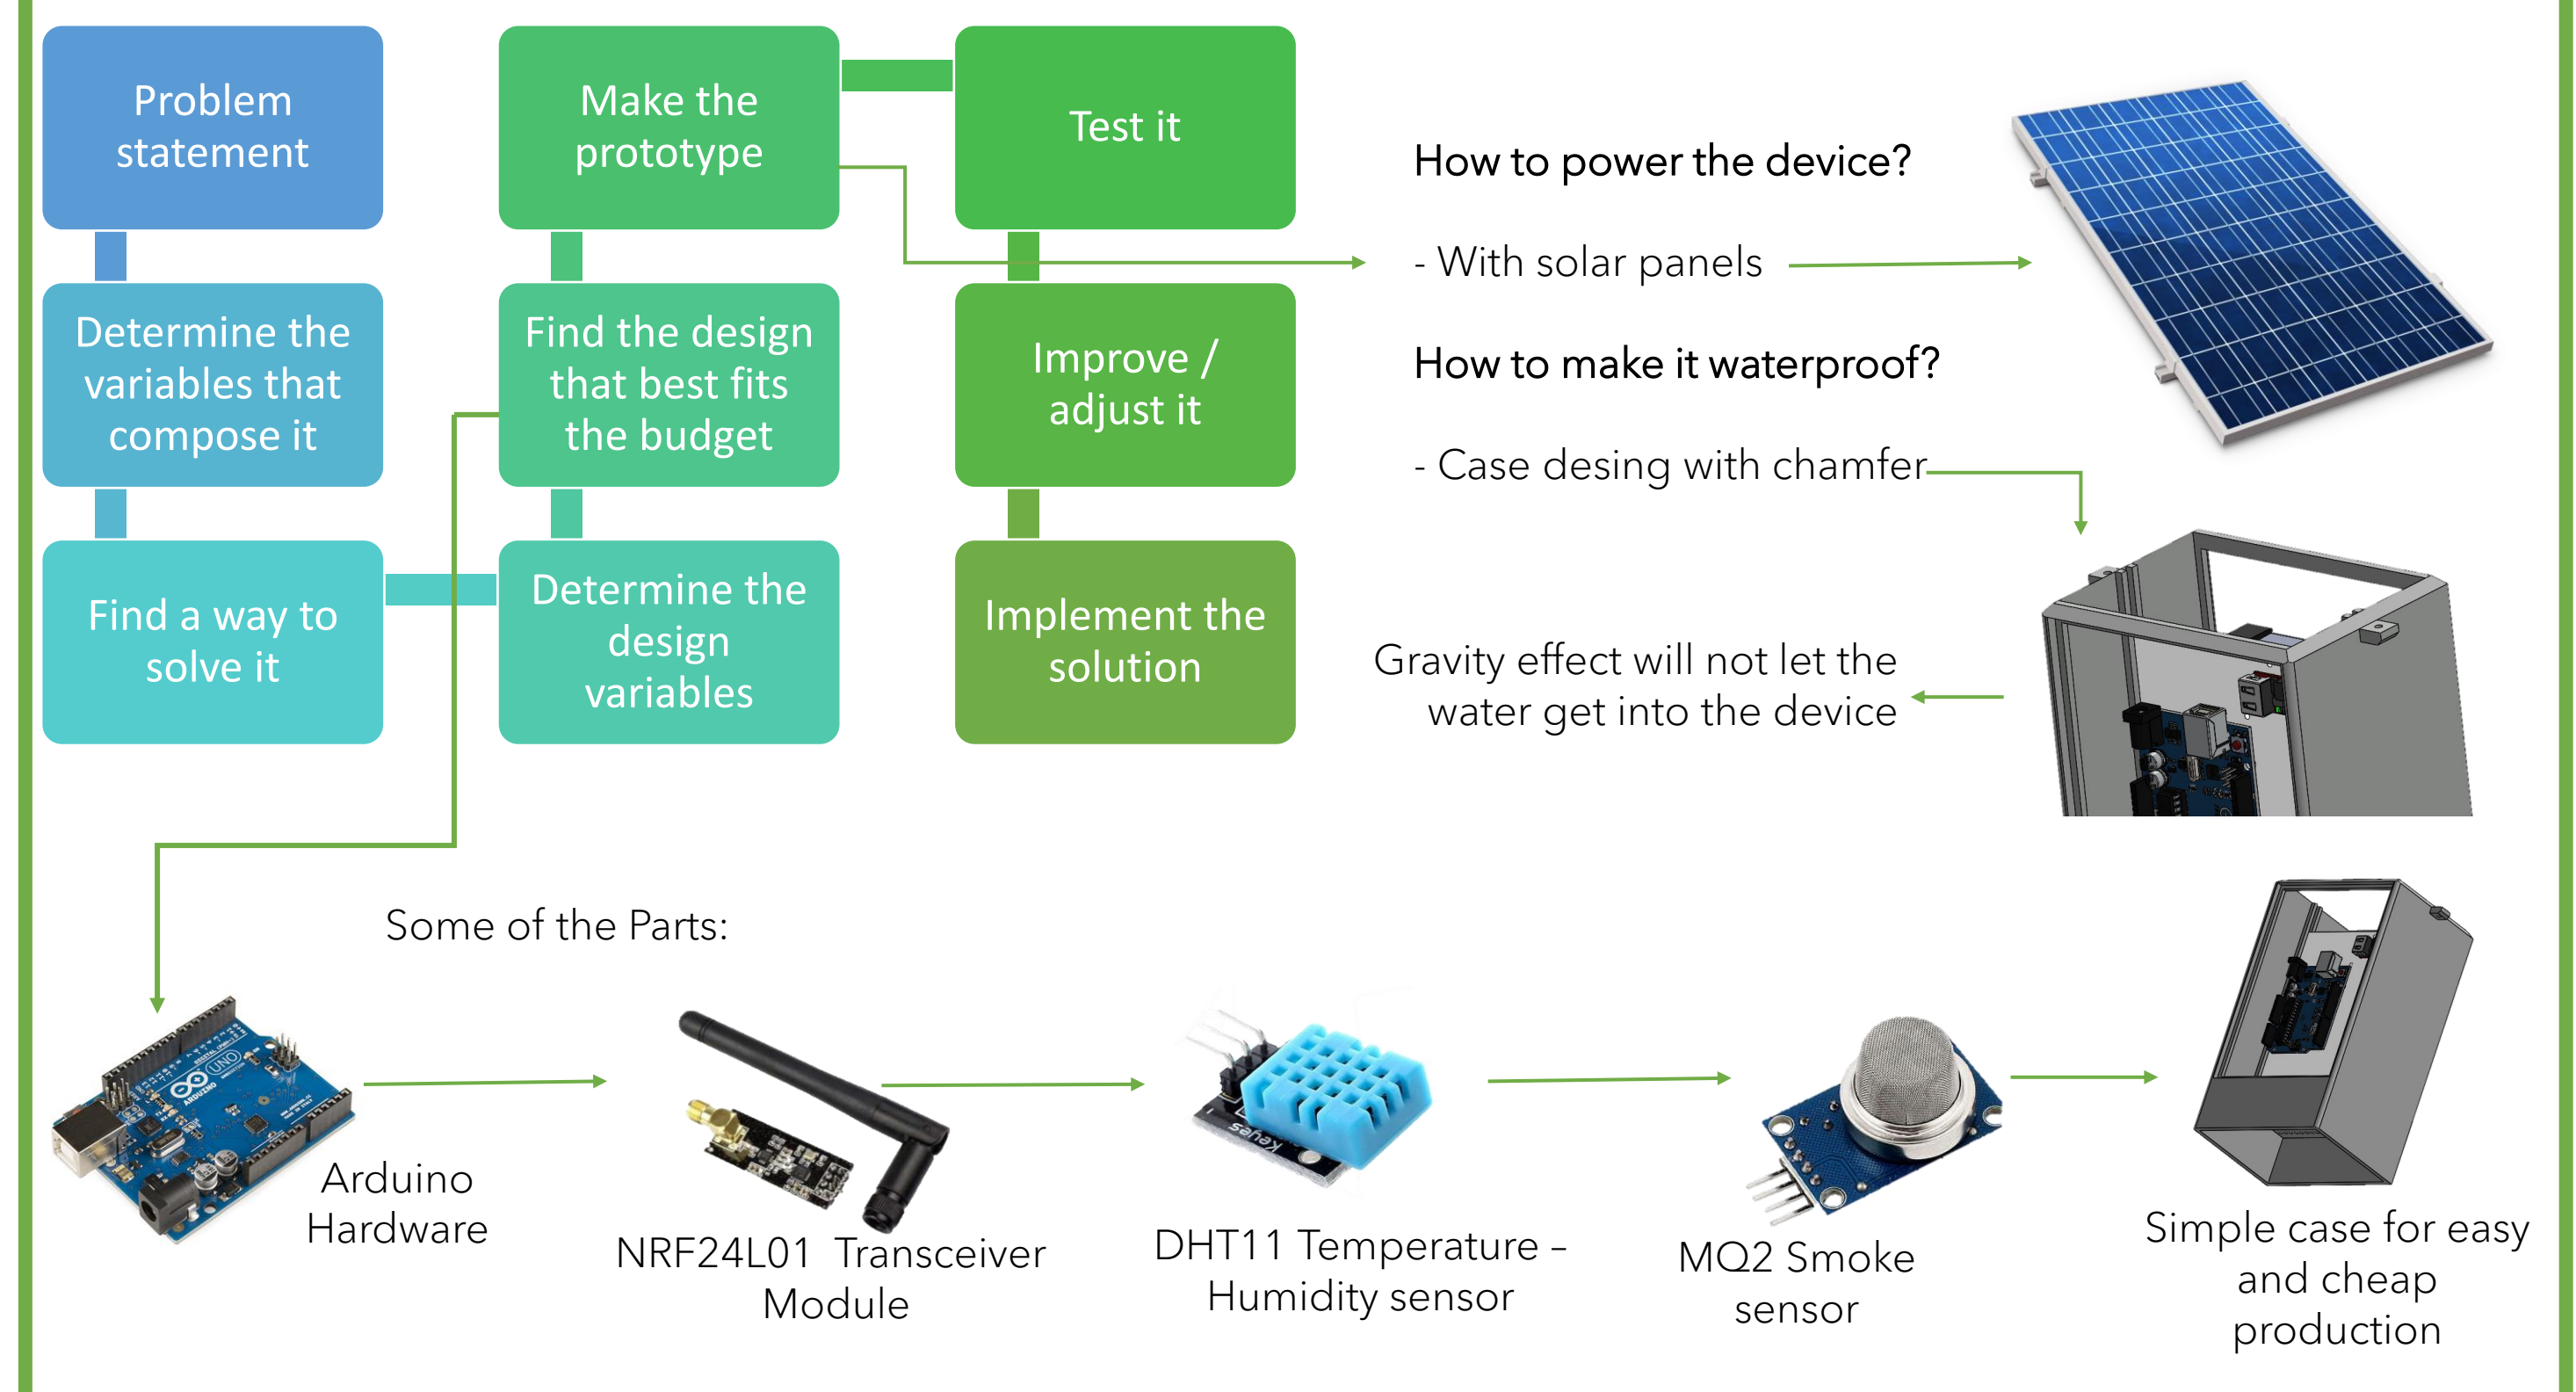 Problem
statement
Determine the
variables that
compose it
Find a way to
solve it
Determine the
design
variables
Find the design
that best fits
the budget
Make the
prototype
Test it
Improve /
adjust it
Implement the
solution
How to power the device?
- With solar panels
How to make it waterproof?
- Case desing with chamfer
Gravity effect will not let the
water get into the device
Some of the Parts:
ARDUINO
UNO
Arduino
Hardware
NRF24L01 Transceiver
Module
Keyes
DHT11 Temperature –
Humidity sensor
MQ2 Smoke
sensor
Simple case for easy
and cheap
production